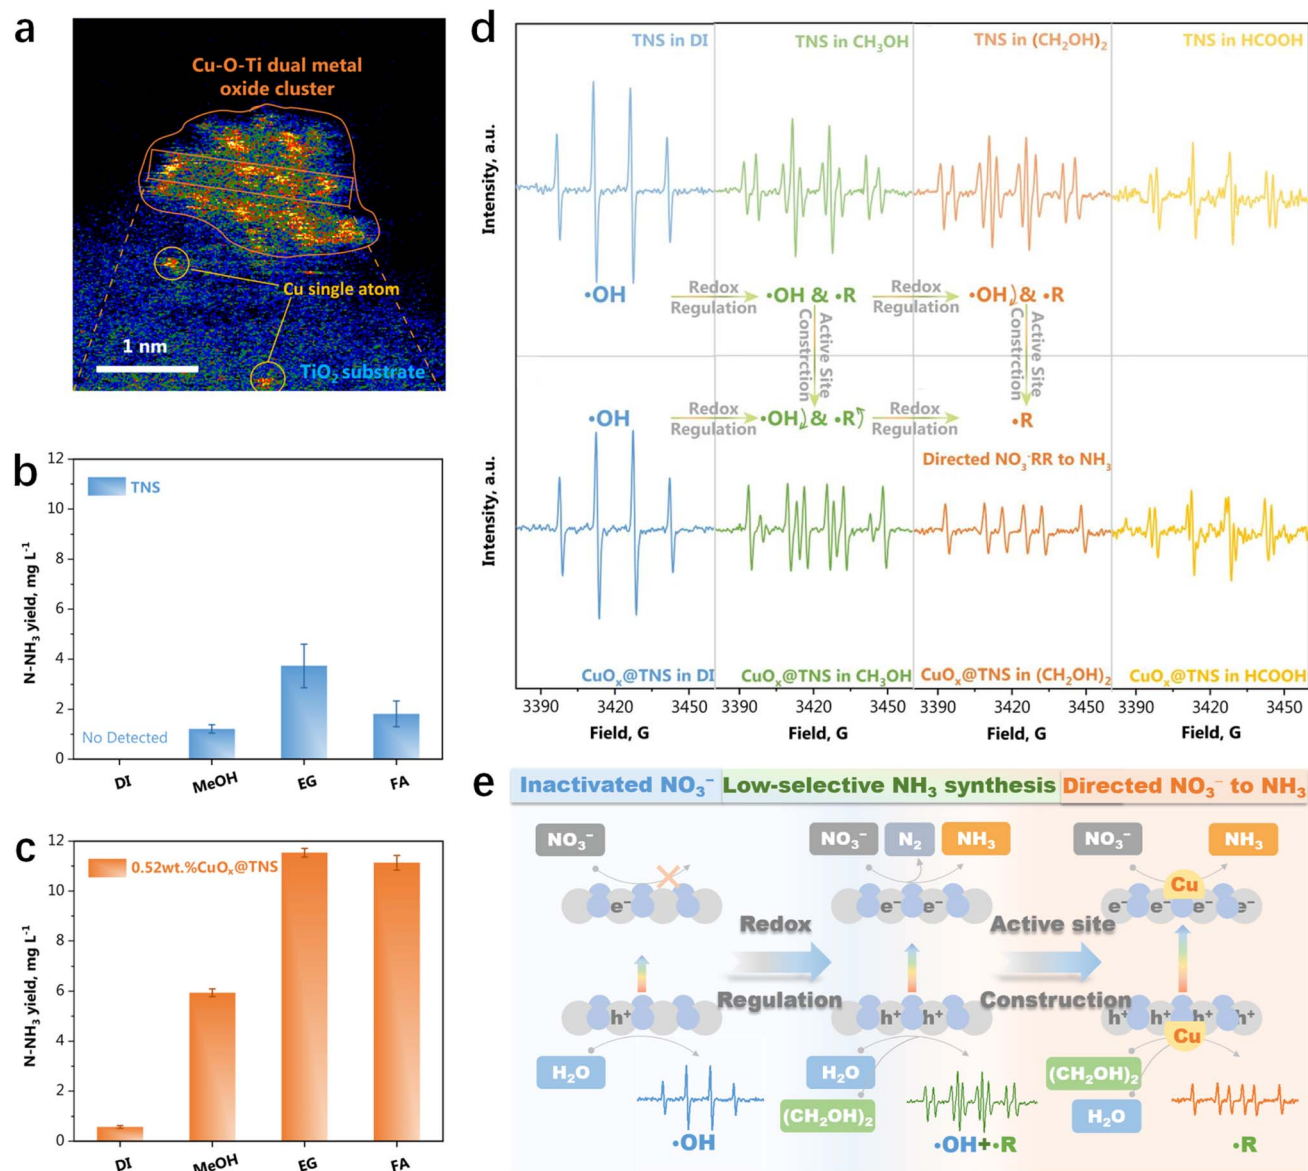 a
Cu-O-Ti dual metal
oxide cluster
Cu single atom
1 nm
TiO₂ substrate
b
N-NH₃ yield, mg L⁻¹
12
10
8
6
4
2
0
TNS
No Detected
DI
MeOH
EG
FA
c
N-NH₃ yield, mg L⁻¹
12
10
8
6
4
2
0
0.52wt.%CuOₓ@TNS
DI
MeOH
EG
FA
d
TNS in DI
TNS in CH₃OH
TNS in (CH₂OH)₂
TNS in HCOOH
Intensity, a.u.
•OH
Redox
Regulation
•OH & •R
Redox
Regulation
•OH & •R
Active Site
Constrction
Active Site
Constrction
•OH
Redox
Regulation
•OH & •R
Redox
Regulation
•R
Directed NO₃⁻RR to NH₃
Intensity, a.u.
CuOₓ@TNS in DI
CuOₓ@TNS in CH₃OH
CuOₓ@TNS in (CH₂OH)₂
CuOₓ@TNS in HCOOH
3390 3420 3450
3390 3420 3450
3390 3420 3450
3390 3420 3450
Field, G
Field, G
Field, G
Field, G
e
Inactivated NO₃⁻
Low-selective NH₃ synthesis
Directed NO₃⁻ to NH₃
NO₃⁻
e⁻
h⁺
H₂O
•OH
Redox
Regulation
NO₃⁻
N₂
NH₃
e⁻ e⁻
h⁺ h⁺
H₂O
(CH₂OH)₂
•OH+•R
Active site
Construction
NO₃⁻
NH₃
Cu
e⁻ e⁻ e⁻ e⁻
h⁺ h⁺ h⁺ h⁺
Cu
(CH₂OH)₂
H₂O
•R